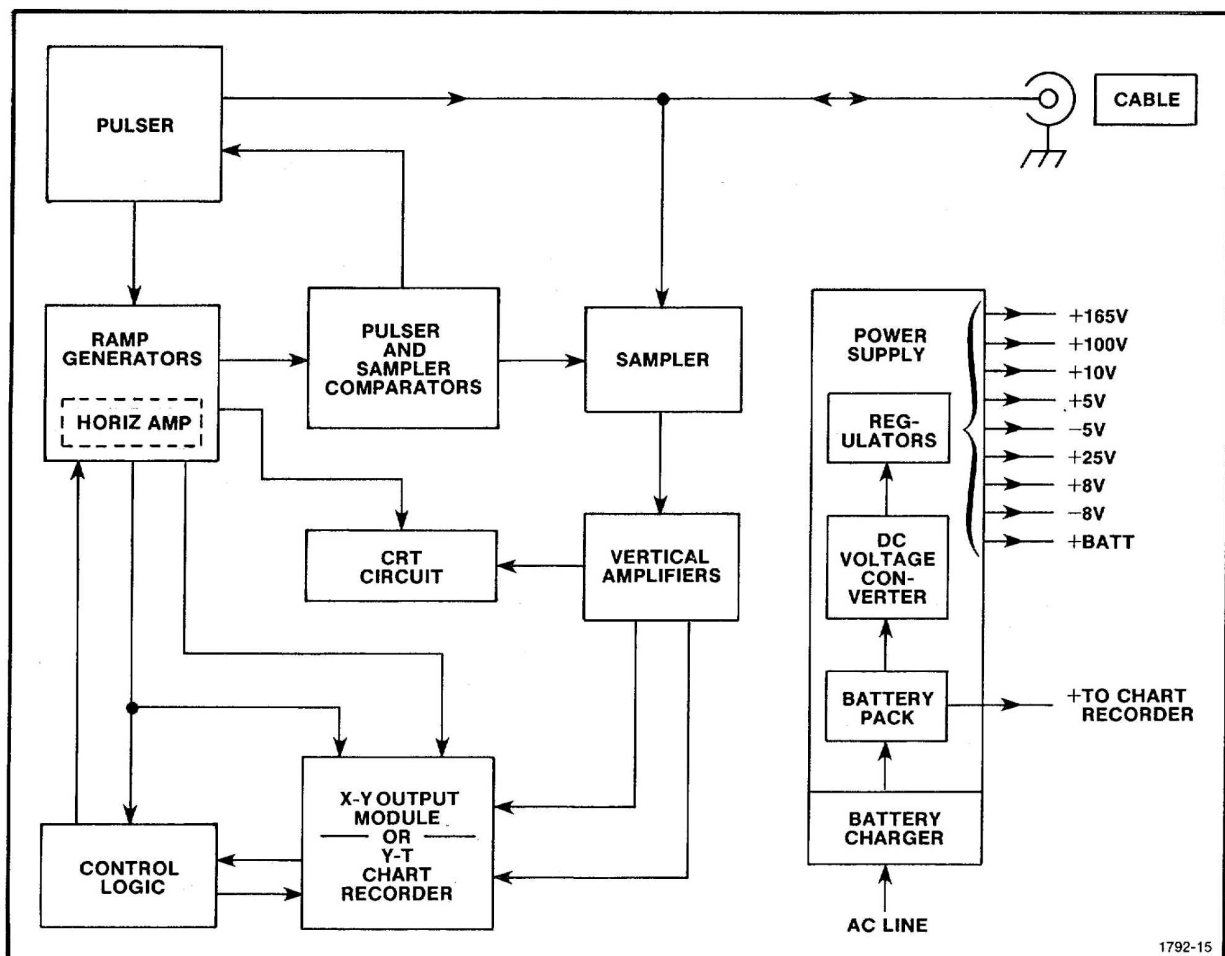 PULSER
CABLE
RAMP
GENERATORS
HORIZ AMP
PULSER
AND
SAMPLER
COMPARATORS
SAMPLER
CRT
CIRCUIT
VERTICAL
AMPLIFIERS
CONTROL
LOGIC
X-Y OUTPUT
MODULE
OR
Y-T
CHART
RECORDER
POWER
SUPPLY
REG-
ULATORS
DC
VOLTAGE
CON-
VERTER
BATTERY
PACK
BATTERY
CHARGER
AC LINE
+165V
+100V
+10V
+5V
−5V
+25V
+8V
−8V
+BATT
+TO CHART
RECORDER
1792-15